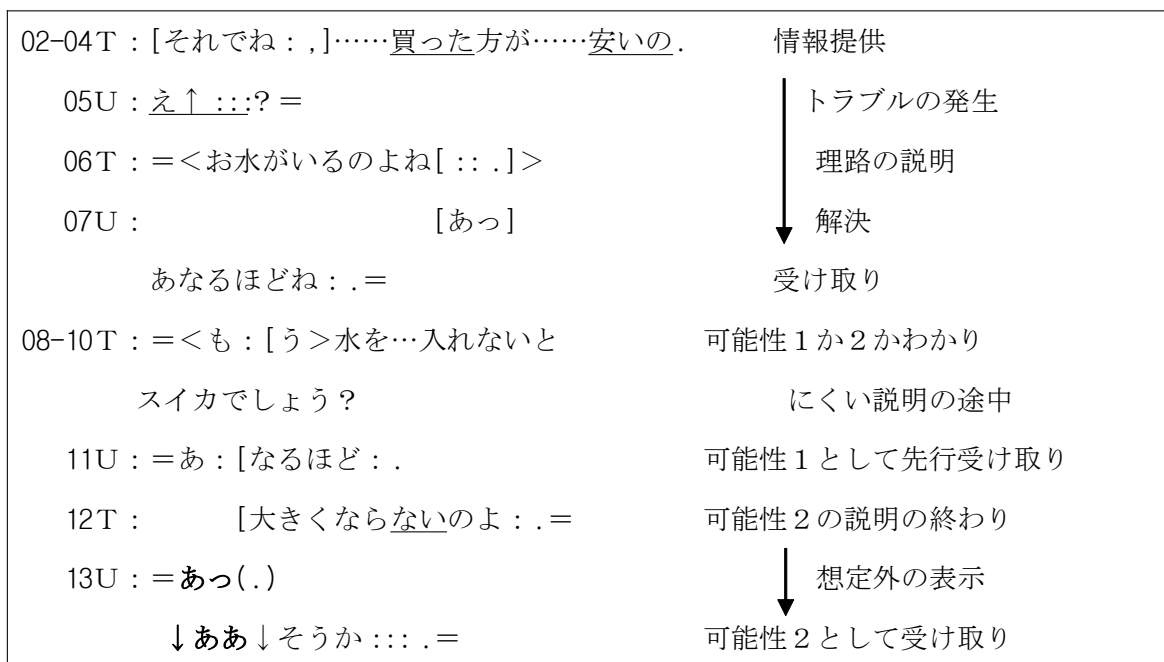 02-04T：[それでね：,]……買った方が……安いの. 情報提供
05U：え↑ :::?＝ トラブルの発生
06T：＝＜お水がいるのよね[ :: .]＞ 理路の説明
07U： [あっ] 解決
あなるほどね：.＝ 受け取り
08-10T：＝＜も：[う＞水を…入れないと 可能性１か２かわかり
スイカでしょう？ にくい説明の途中
11U：＝あ：[なるほど：. 可能性１として先行受け取り
12T： [大きくならないのよ：.＝ 可能性２の説明の終わり
13U：＝あっ(.) 想定外の表示
↓ああ↓そうか ::: .＝ 可能性２として受け取り